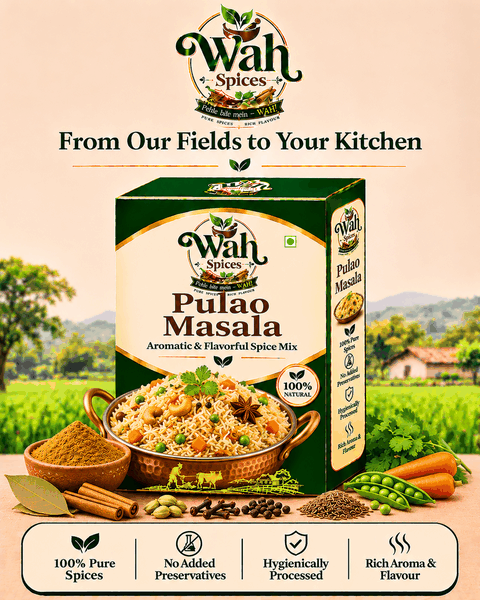 Wah
Spices
Pehle bite mein – WAH!
PURE SPICES RICH FLAVOUR
From Our Fields to Your Kitchen
Wah
Spices
Pehle bite mein – WAH!
PURE SPICES RICH FLAVOUR
Pulao
Masala
Aromatic & Flavorful Spice Mix
100%
NATURAL
Wah
Spices
Pulao
Masala
100% Pure
Spices
No Added
Preservatives
Hygienically
Processed
Rich Aroma &
Flavour
100% Pure
Spices
No Added
Preservatives
Hygienically
Processed
Rich Aroma &
Flavour